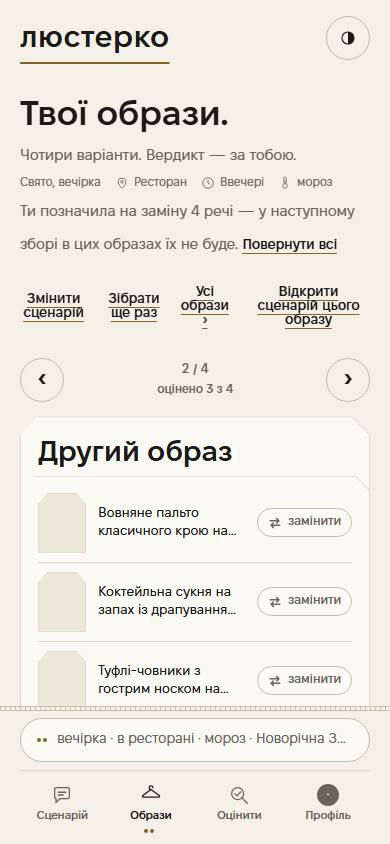 люстерко
Твої образи.
Чотири варіанти. Вердикт — за тобою.
Свято, вечірка Ресторан Ввечері мороз
Ти позначила на заміну 4 речі — у наступному
зборі в цих образах їх не буде. Повернути всі
Змінити
сценарій
Зібрати
ще раз
Усі
образи
›
Відкрити
сценарій цього
образу
‹
2 / 4
оцінено 3 з 4
›
Другий образ
Вовняне пальто
класичного крою на...
замінити
Коктейльна сукня на
запах із драпування...
замінити
Туфлі-човники з
гострим носком на...
замінити
вечірка · в ресторані · мороз · Новорічна З...
Сценарій
Образи
Оцінити
Профіль